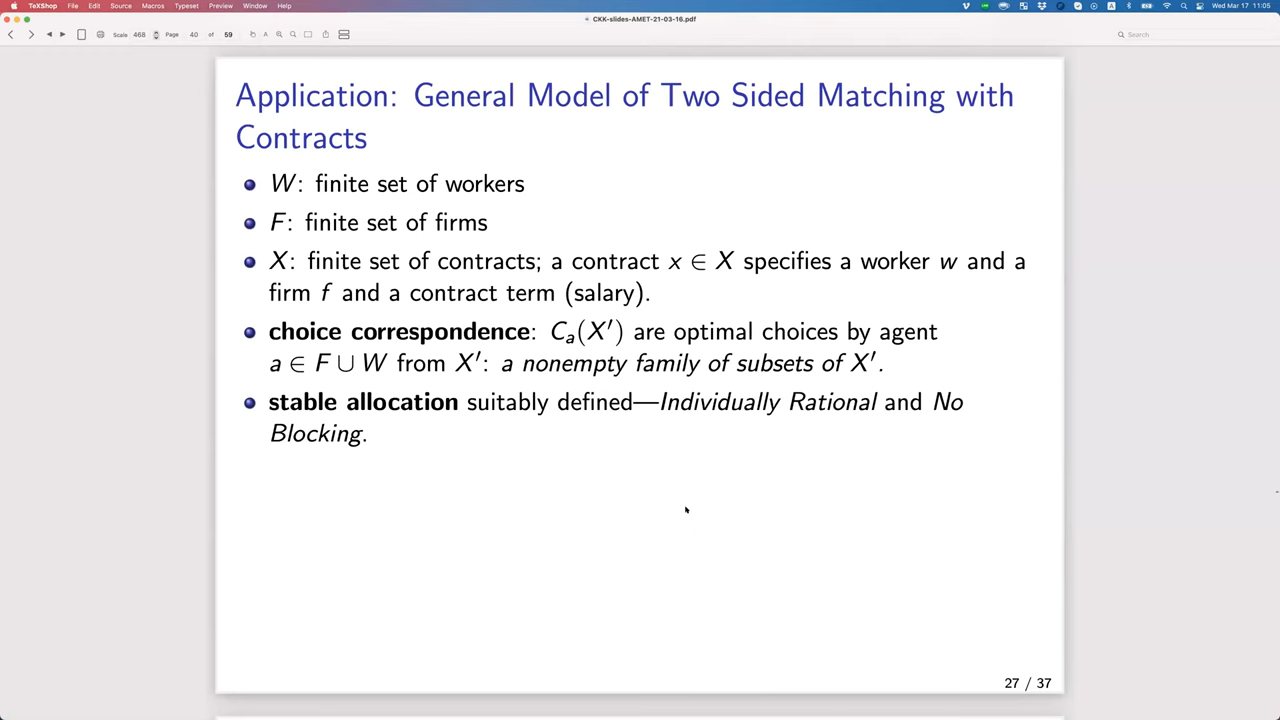 TeXShop File Edit Source Macros Typeset Preview Window Help Wed Mar 17 11:05
CKK-slides-AMET-21-03-16.pdf
Scale 468 Page 40 of 59 Search
Application: General Model of Two Sided Matching with
Contracts
W: finite set of workers
F: finite set of firms
X: finite set of contracts; a contract x ∈ X specifies a worker w and a
firm f and a contract term (salary).
choice correspondence: Cₐ(X′) are optimal choices by agent
a ∈ F ∪ W from X′: a nonempty family of subsets of X′.
stable allocation suitably defined—Individually Rational and No
Blocking.
27 / 37